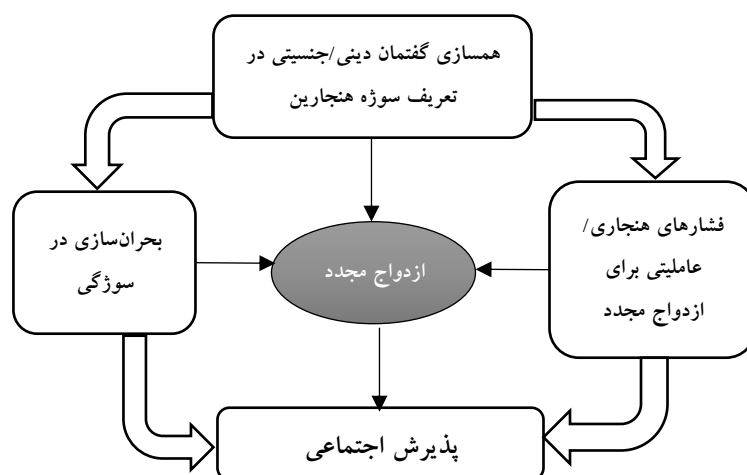 همسازی گفتمان دینی/جنسیتی در
تعریف سوژه هنجارین
فشارهای هنجاری/
عاملیتی برای
ازدواج مجدد
ازدواج مجدد
بحران‌سازی در
سوژگی
پذیرش اجتماعی